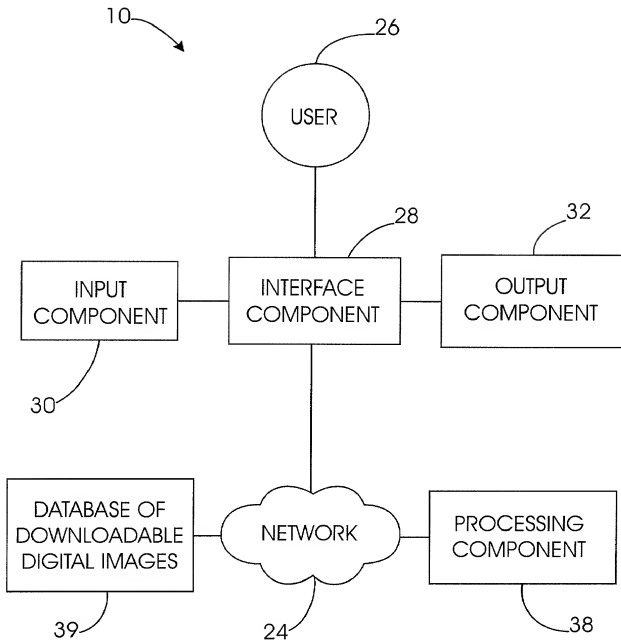 10
26
USER
28
32
INPUT
COMPONENT
INTERFACE
COMPONENT
OUTPUT
COMPONENT
30
DATABASE OF
DOWNLOADABLE
DIGITAL IMAGES
NETWORK
PROCESSING
COMPONENT
39
24
38